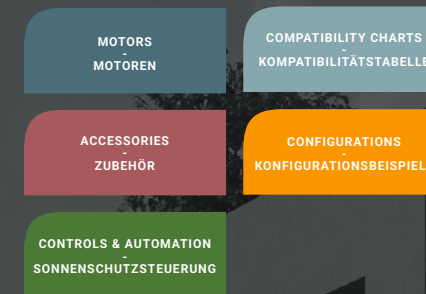 MOTORS
-
MOTOREN
COMPATIBILITY CHARTS
-
KOMPATIBILITÄTSTABELLE
ACCESSORIES
-
ZUBEHÖR
CONFIGURATIONS
-
KONFIGURATIONSBEISPIEL
CONTROLS & AUTOMATION
-
SONNENSCHUTZSTEUERUNG